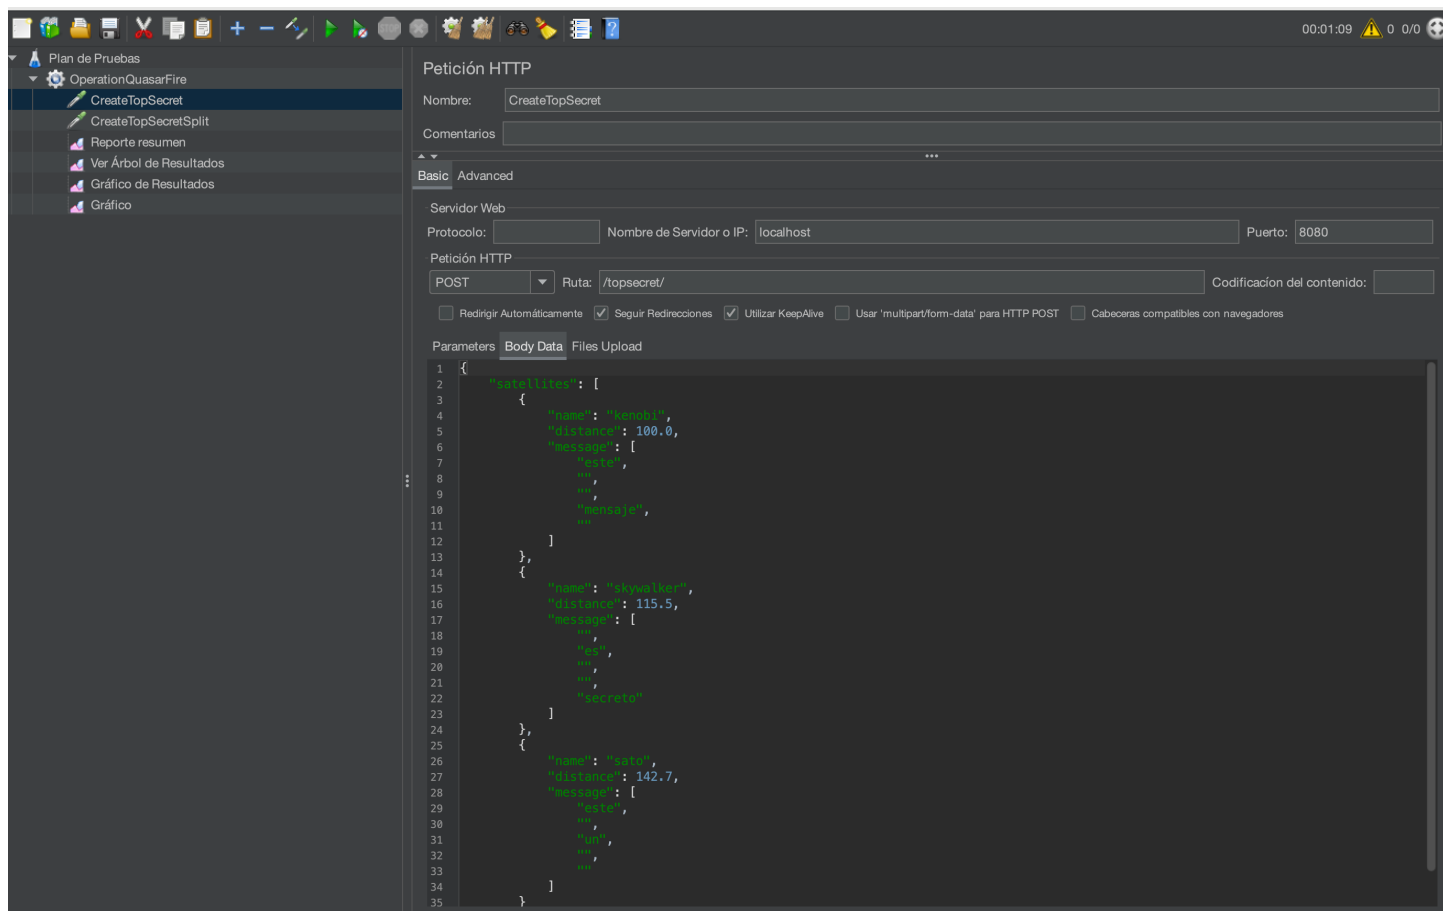 00:01:09 0 0/0
Plan de Pruebas
OperationQuasarFire
CreateTopSecret
CreateTopSecretSplit
Reporte resumen
Ver Árbol de Resultados
Gráfico de Resultados
Gráfico
Petición HTTP
Nombre: CreateTopSecret
Comentarios
Basic Advanced
Servidor Web
Protocolo: Nombre de Servidor o IP: localhost Puerto: 8080
Petición HTTP
POST Ruta: /topsecret/ Codificacíon del contenido:
Redirigir Automáticamente Seguir Redirecciones Utilizar KeepAlive Usar 'multipart/form-data' para HTTP POST Cabeceras compatibles con navegadores
Parameters Body Data Files Upload
1 {
2 "satellites": [
3 {
4 "name": "kenobi",
5 "distance": 100.0,
6 "message": [
7 "este",
8 "",
9 "",
10 "mensaje",
11 ""
12 ]
13 },
14 {
15 "name": "skywalker",
16 "distance": 115.5,
17 "message": [
18 "",
19 "es",
20 "",
21 "",
22 "secreto"
23 ]
24 },
25 {
26 "name": "sato",
27 "distance": 142.7,
28 "message": [
29 "este",
30 "",
31 "un",
32 "",
33 ""
34 ]
35 }